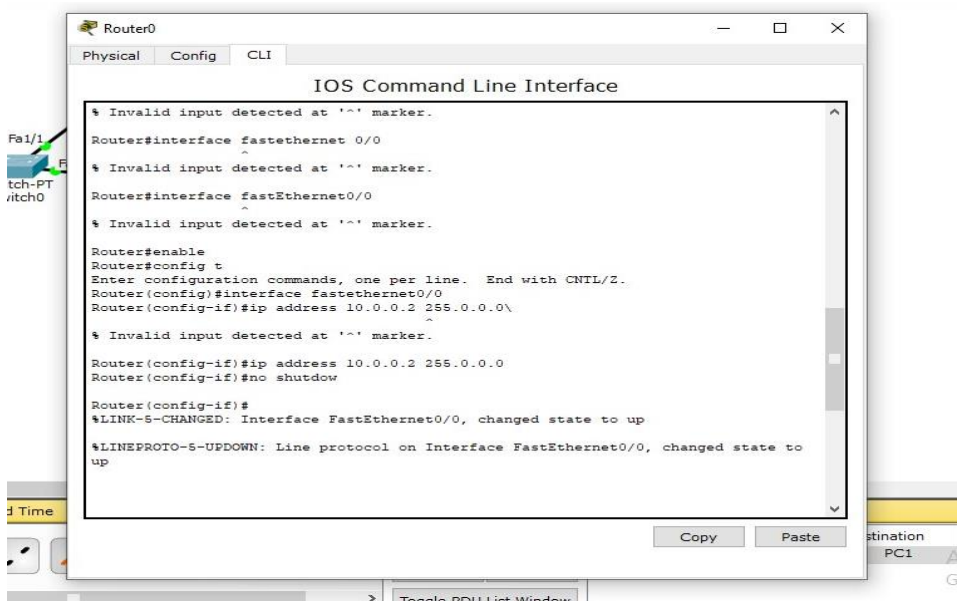 Router0
Physical Config CLI
IOS Command Line Interface
% Invalid input detected at '^' marker.
Router#interface fastethernet 0/0
^
% Invalid input detected at '^' marker.
Router#interface fastEthernet0/0
^
% Invalid input detected at '^' marker.
Router#enable
Router#config t
Enter configuration commands, one per line. End with CNTL/Z.
Router(config)#interface fastethernet0/0
Router(config-if)#ip address 10.0.0.2 255.0.0.0\
^
% Invalid input detected at '^' marker.
Router(config-if)#ip address 10.0.0.2 255.0.0.0
Router(config-if)#no shutdow
Router(config-if)#
%LINK-5-CHANGED: Interface FastEthernet0/0, changed state to up
%LINEPROTO-5-UPDOWN: Line protocol on Interface FastEthernet0/0, changed state to
up
Copy Paste
Fa1/1
F
tch-PT
witch0
d Time
stination
PC1
Toggle PDU List Window